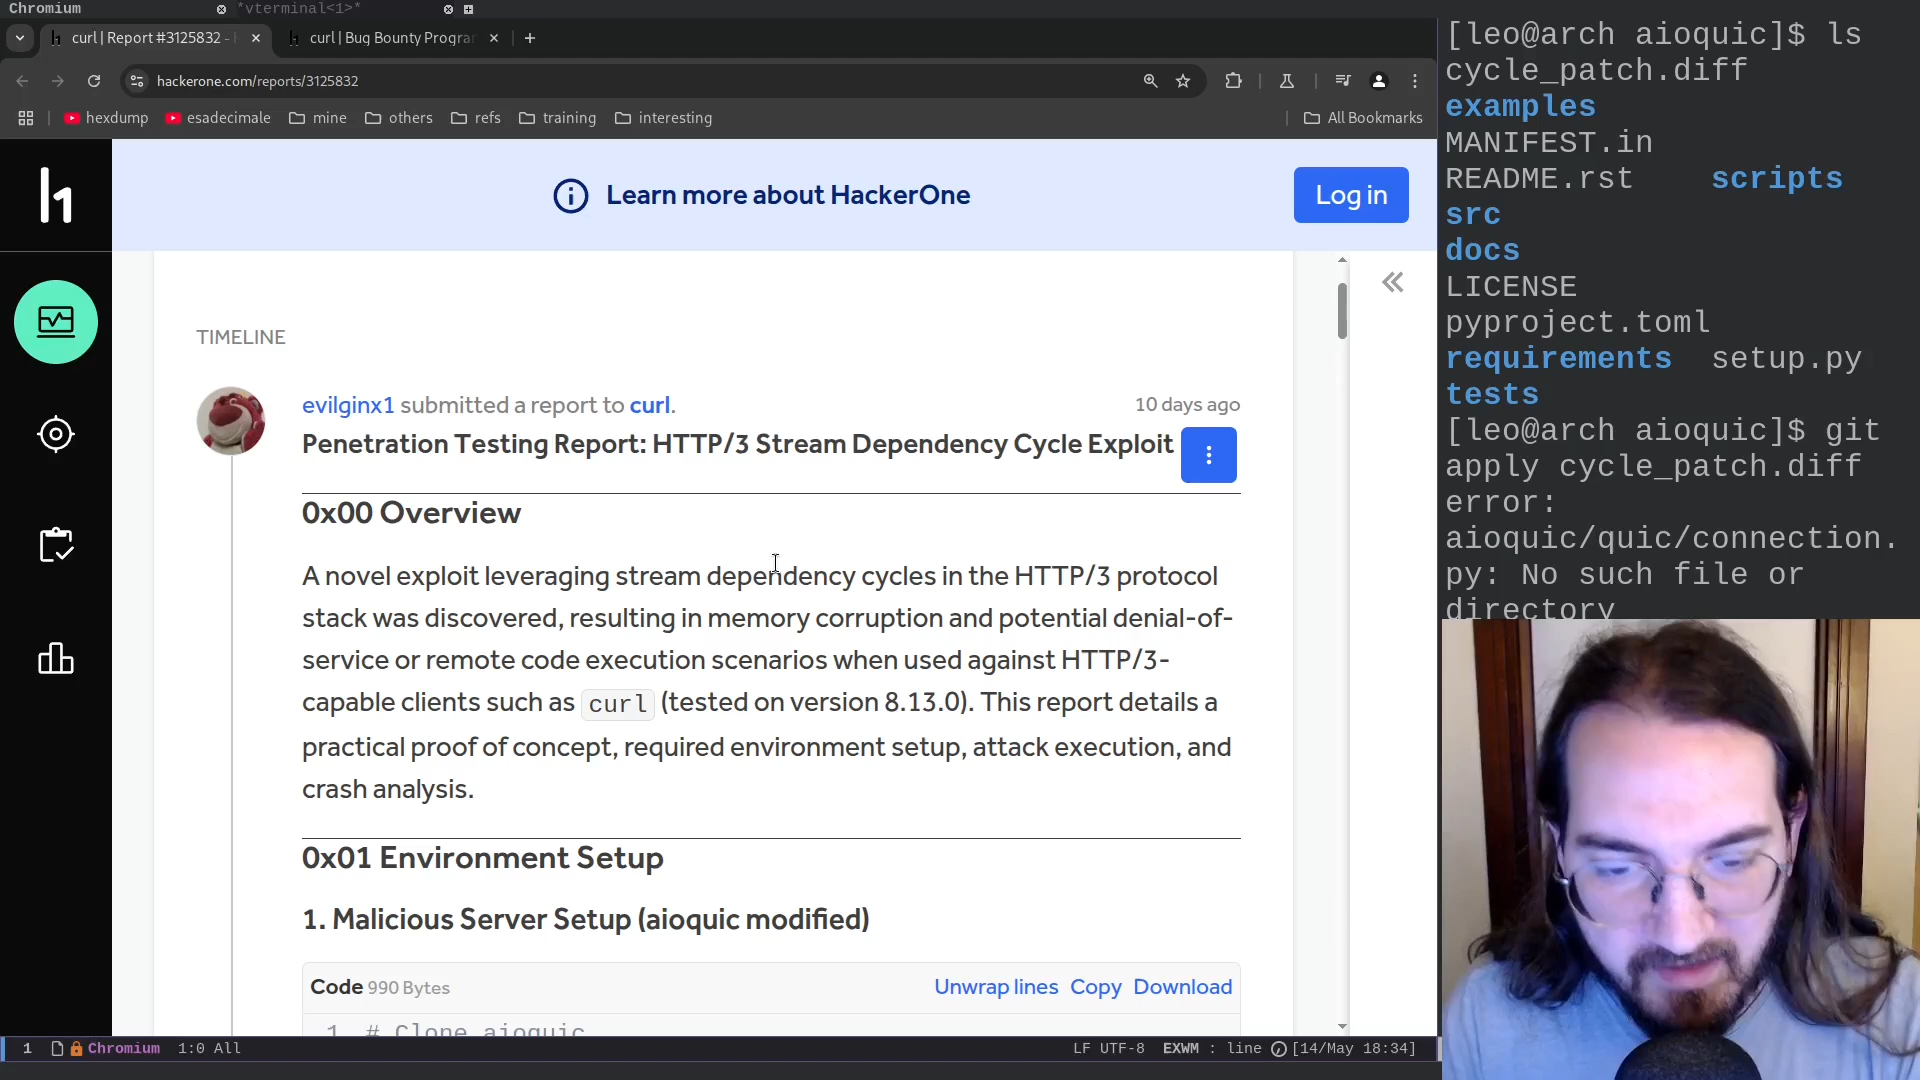 Chromium
*vterminal<1>*
curl | Report #3125832 -
curl | Bug Bounty Progra
hackerone.com/reports/3125832
hexdump
esadecimale
mine
others
refs
training
interesting
All Bookmarks
Learn more about HackerOne
Log in
TIMELINE
evilginx1 submitted a report to curl.
10 days ago
Penetration Testing Report: HTTP/3 Stream Dependency Cycle Exploit
0x00 Overview
A novel exploit leveraging stream dependency cycles in the HTTP/3 protocol
stack was discovered, resulting in memory corruption and potential denial-of-
service or remote code execution scenarios when used against HTTP/3-
capable clients such as curl (tested on version 8.13.0). This report details a
practical proof of concept, required environment setup, attack execution, and
crash analysis.
0x01 Environment Setup
1. Malicious Server Setup (aioquic modified)
Code 990 Bytes
Unwrap lines Copy Download
1 # Clone aioquic
1 Chromium 1:0 All
LF UTF-8 EXWM : line [14/May 18:34]
[leo@arch aioquic]$ ls
cycle_patch.diff
examples
MANIFEST.in
README.rst scripts
src
docs
LICENSE
pyproject.toml
requirements setup.py
tests
[leo@arch aioquic]$ git
apply cycle_patch.diff
error:
aioquic/quic/connection.
py: No such file or
directory